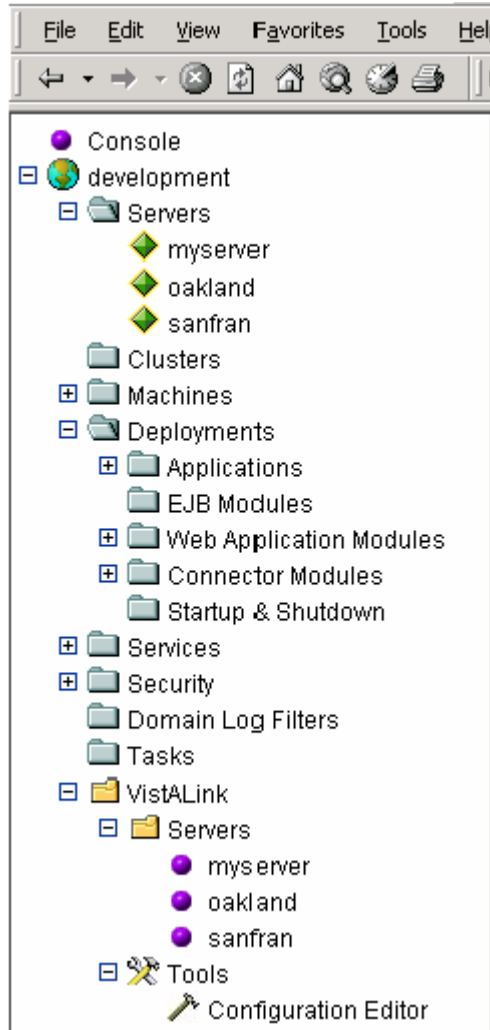 File Edit View Favorites Tools Hel
Console
development
Servers
myserver
oakland
sanfran
Clusters
Machines
Deployments
Applications
EJB Modules
Web Application Modules
Connector Modules
Startup & Shutdown
Services
Security
Domain Log Filters
Tasks
VistALink
Servers
myserver
oakland
sanfran
Tools
Configuration Editor